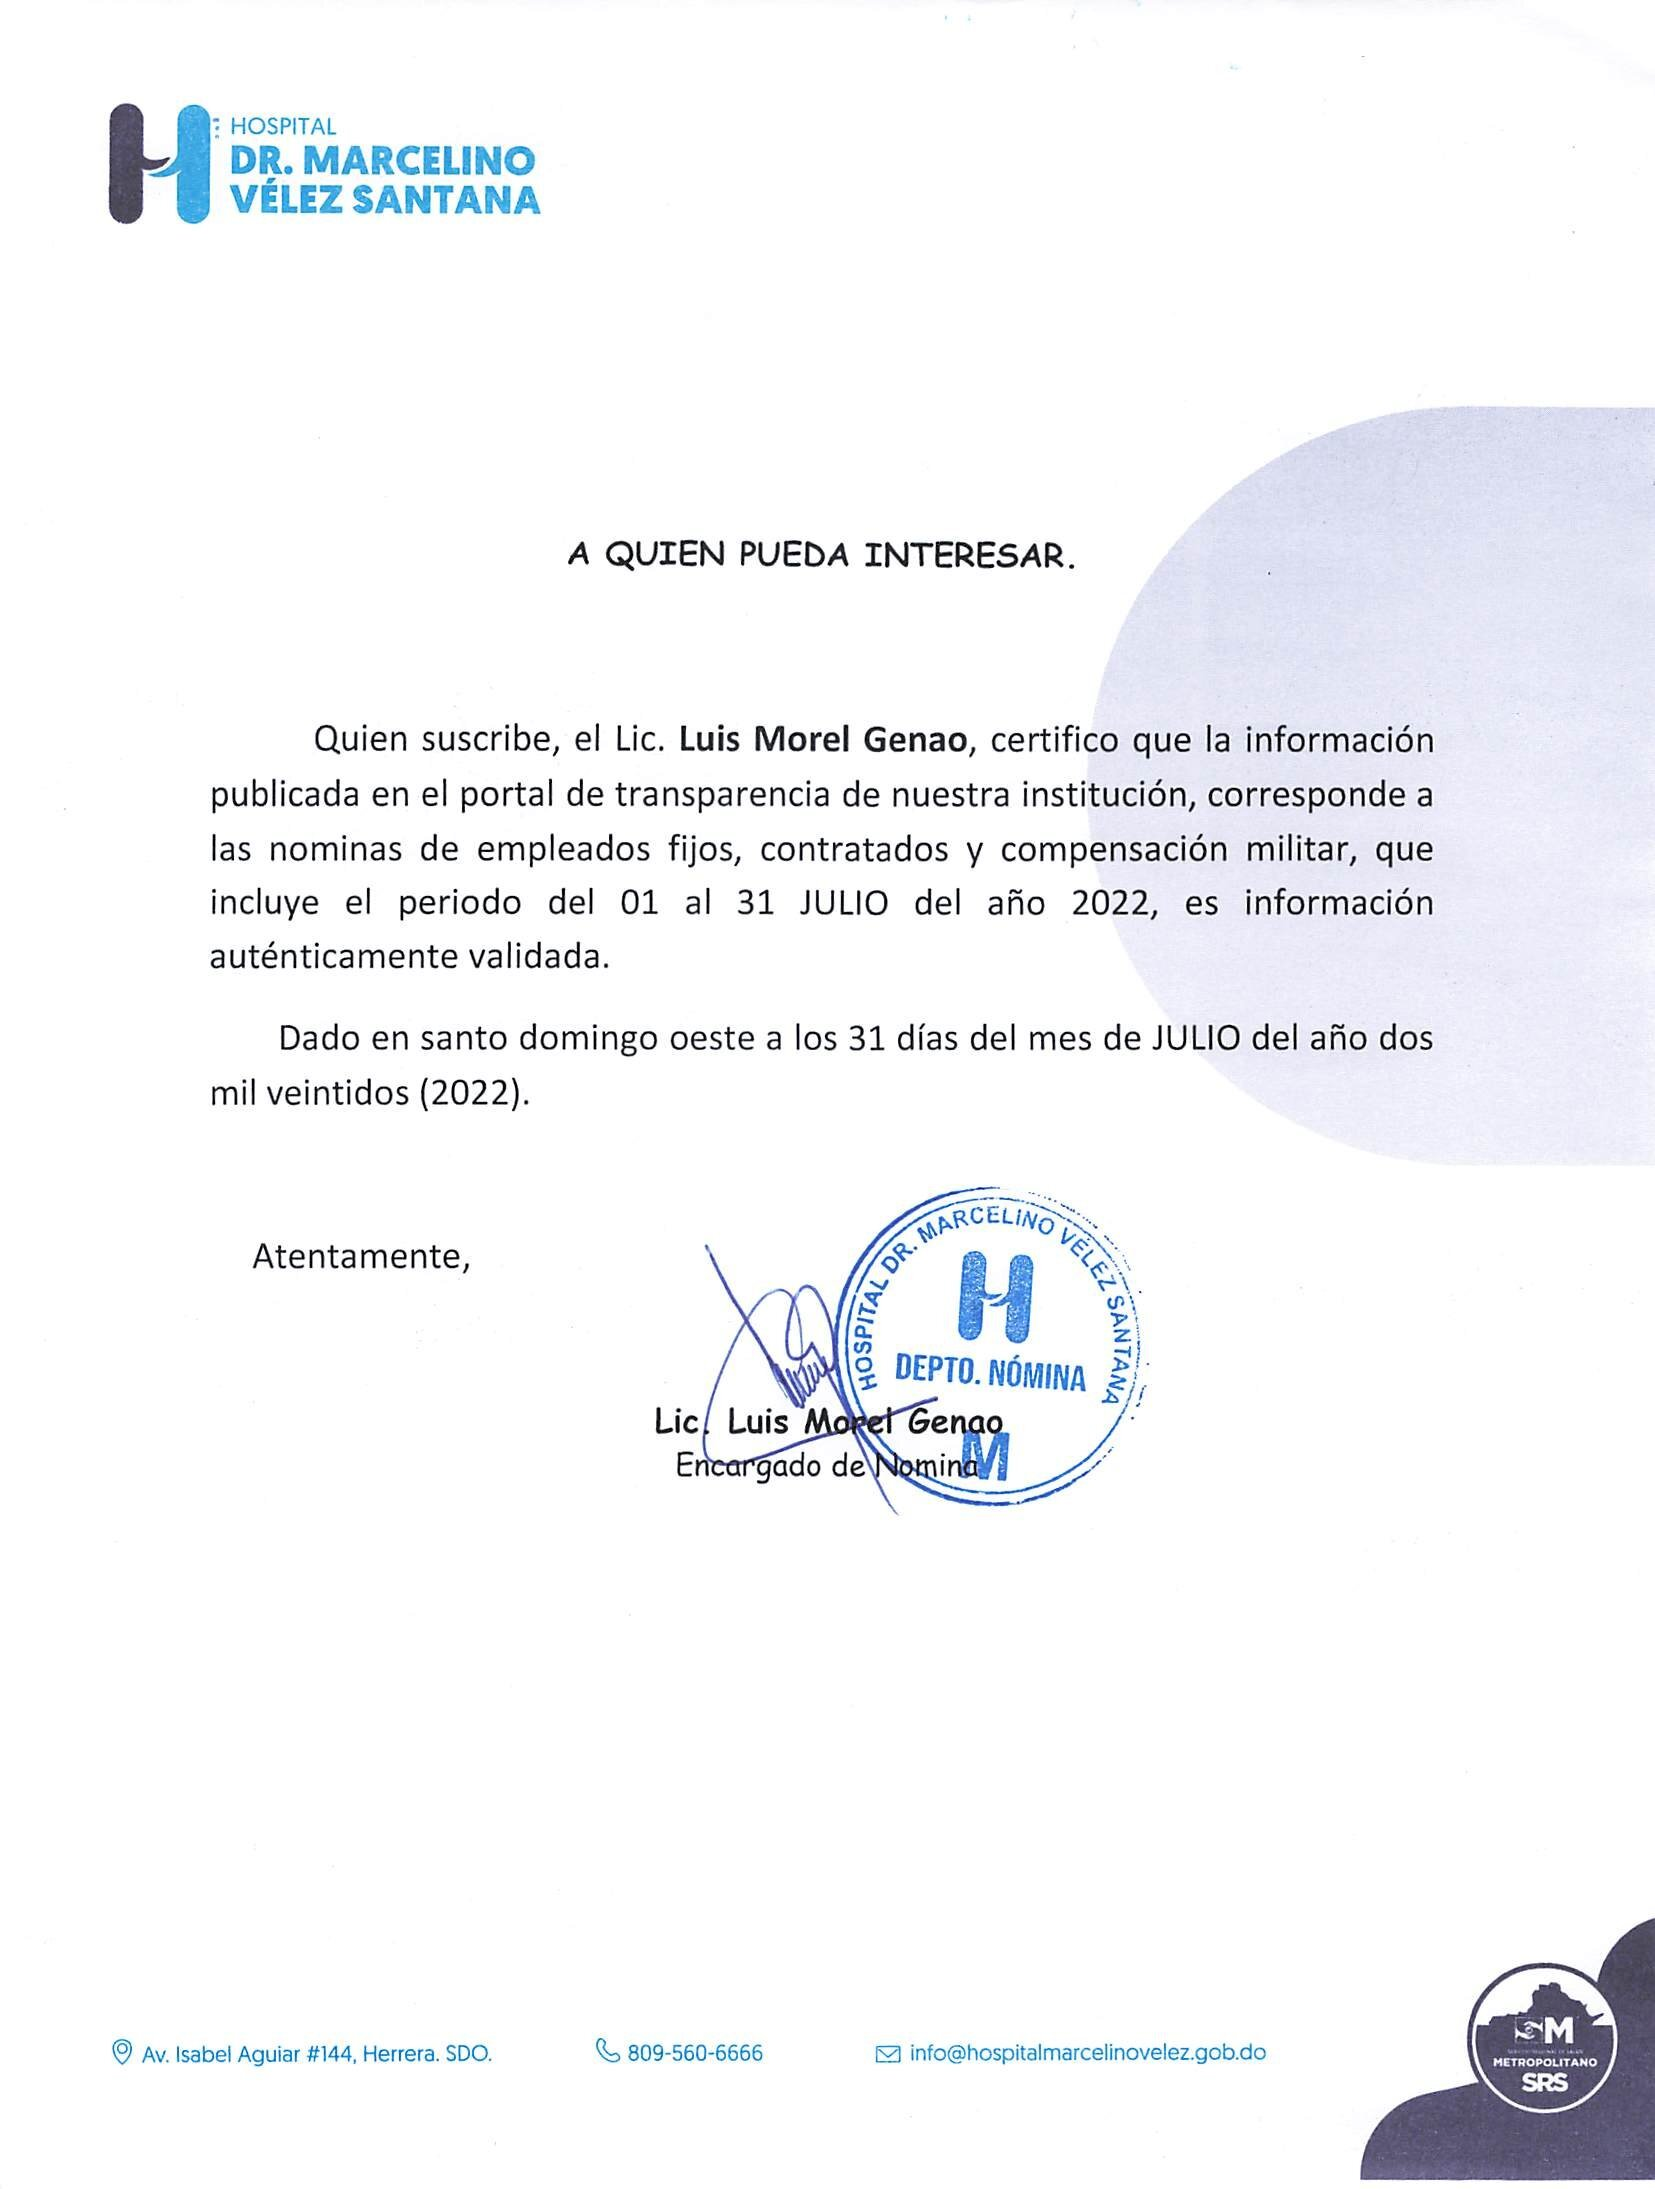 HOSPITAL
DR. MARCELINO
VÉLEZ SANTANA
A QUIEN PUEDA INTERESAR.
Quien suscribe, el Lic. Luis Morel Genao, certifico que la información
publicada en el portal de transparencia de nuestra institución, corresponde a
las nominas de empleados fijos, contratados y compensación militar, que
incluye el periodo del 01 al 31 JULIO del año 2022, es información
auténticamente validada.
Dado en santo domingo oeste a los 31 días del mes de JULIO del año dos
mil veintidos (2022).
Atentamente,
HOSPITAL DR. MARCELINO VÉLEZ SANTANA
DEPTO. NÓMINA
M
Lic. Luis Morel Genao
Encargado de Nomina
Av. Isabel Aguiar #144, Herrera. SDO.
809-560-6666
info@hospitalmarcelinovelez.gob.do
METROPOLITANO
SRS